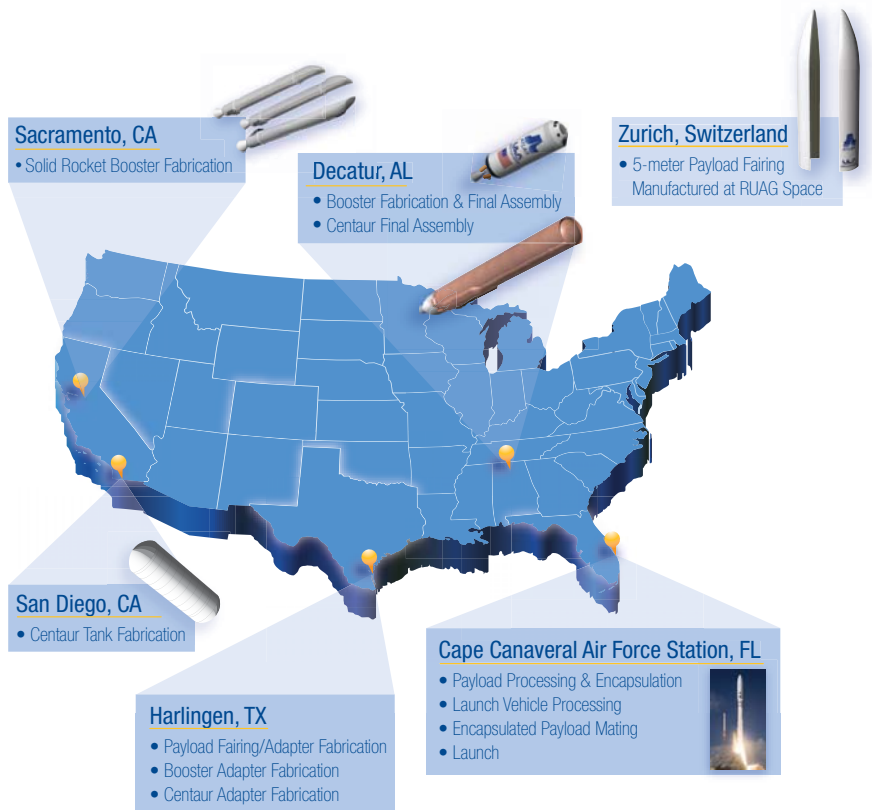 Sacramento, CA
• Solid Rocket Booster Fabrication
Decatur, AL
• Booster Fabrication & Final Assembly
• Centaur Final Assembly
Zurich, Switzerland
• 5-meter Payload Fairing
Manufactured at RUAG Space
San Diego, CA
• Centaur Tank Fabrication
Harlingen, TX
• Payload Fairing/Adapter Fabrication
• Booster Adapter Fabrication
• Centaur Adapter Fabrication
Cape Canaveral Air Force Station, FL
• Payload Processing & Encapsulation
• Launch Vehicle Processing
• Encapsulated Payload Mating
• Launch